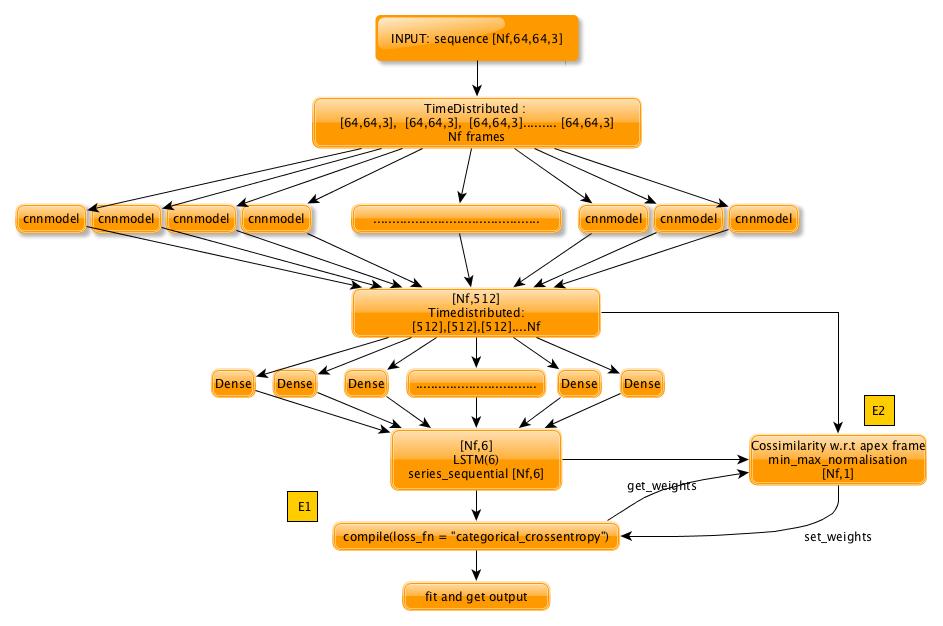 INPUT: sequence [Nf,64,64,3]
TimeDistributed :
[64,64,3],  [64,64,3],  [64,64,3]......... [64,64,3]
Nf frames
cnnmodel
cnnmodel
cnnmodel
cnnmodel
.............................................
cnnmodel
cnnmodel
cnnmodel
[Nf,512]
Timedistributed:
[512],[512],[512]....Nf
Dense
Dense
Dense
.................................
Dense
Dense
E2
[Nf,6]
LSTM(6)
series_sequential [Nf,6]
Cossimilarity w.r.t apex frame
min_max_normalisation
[Nf,1]
get_weights
E1
compile(loss_fn = "categorical_crossentropy")
set_weights
fit and get output